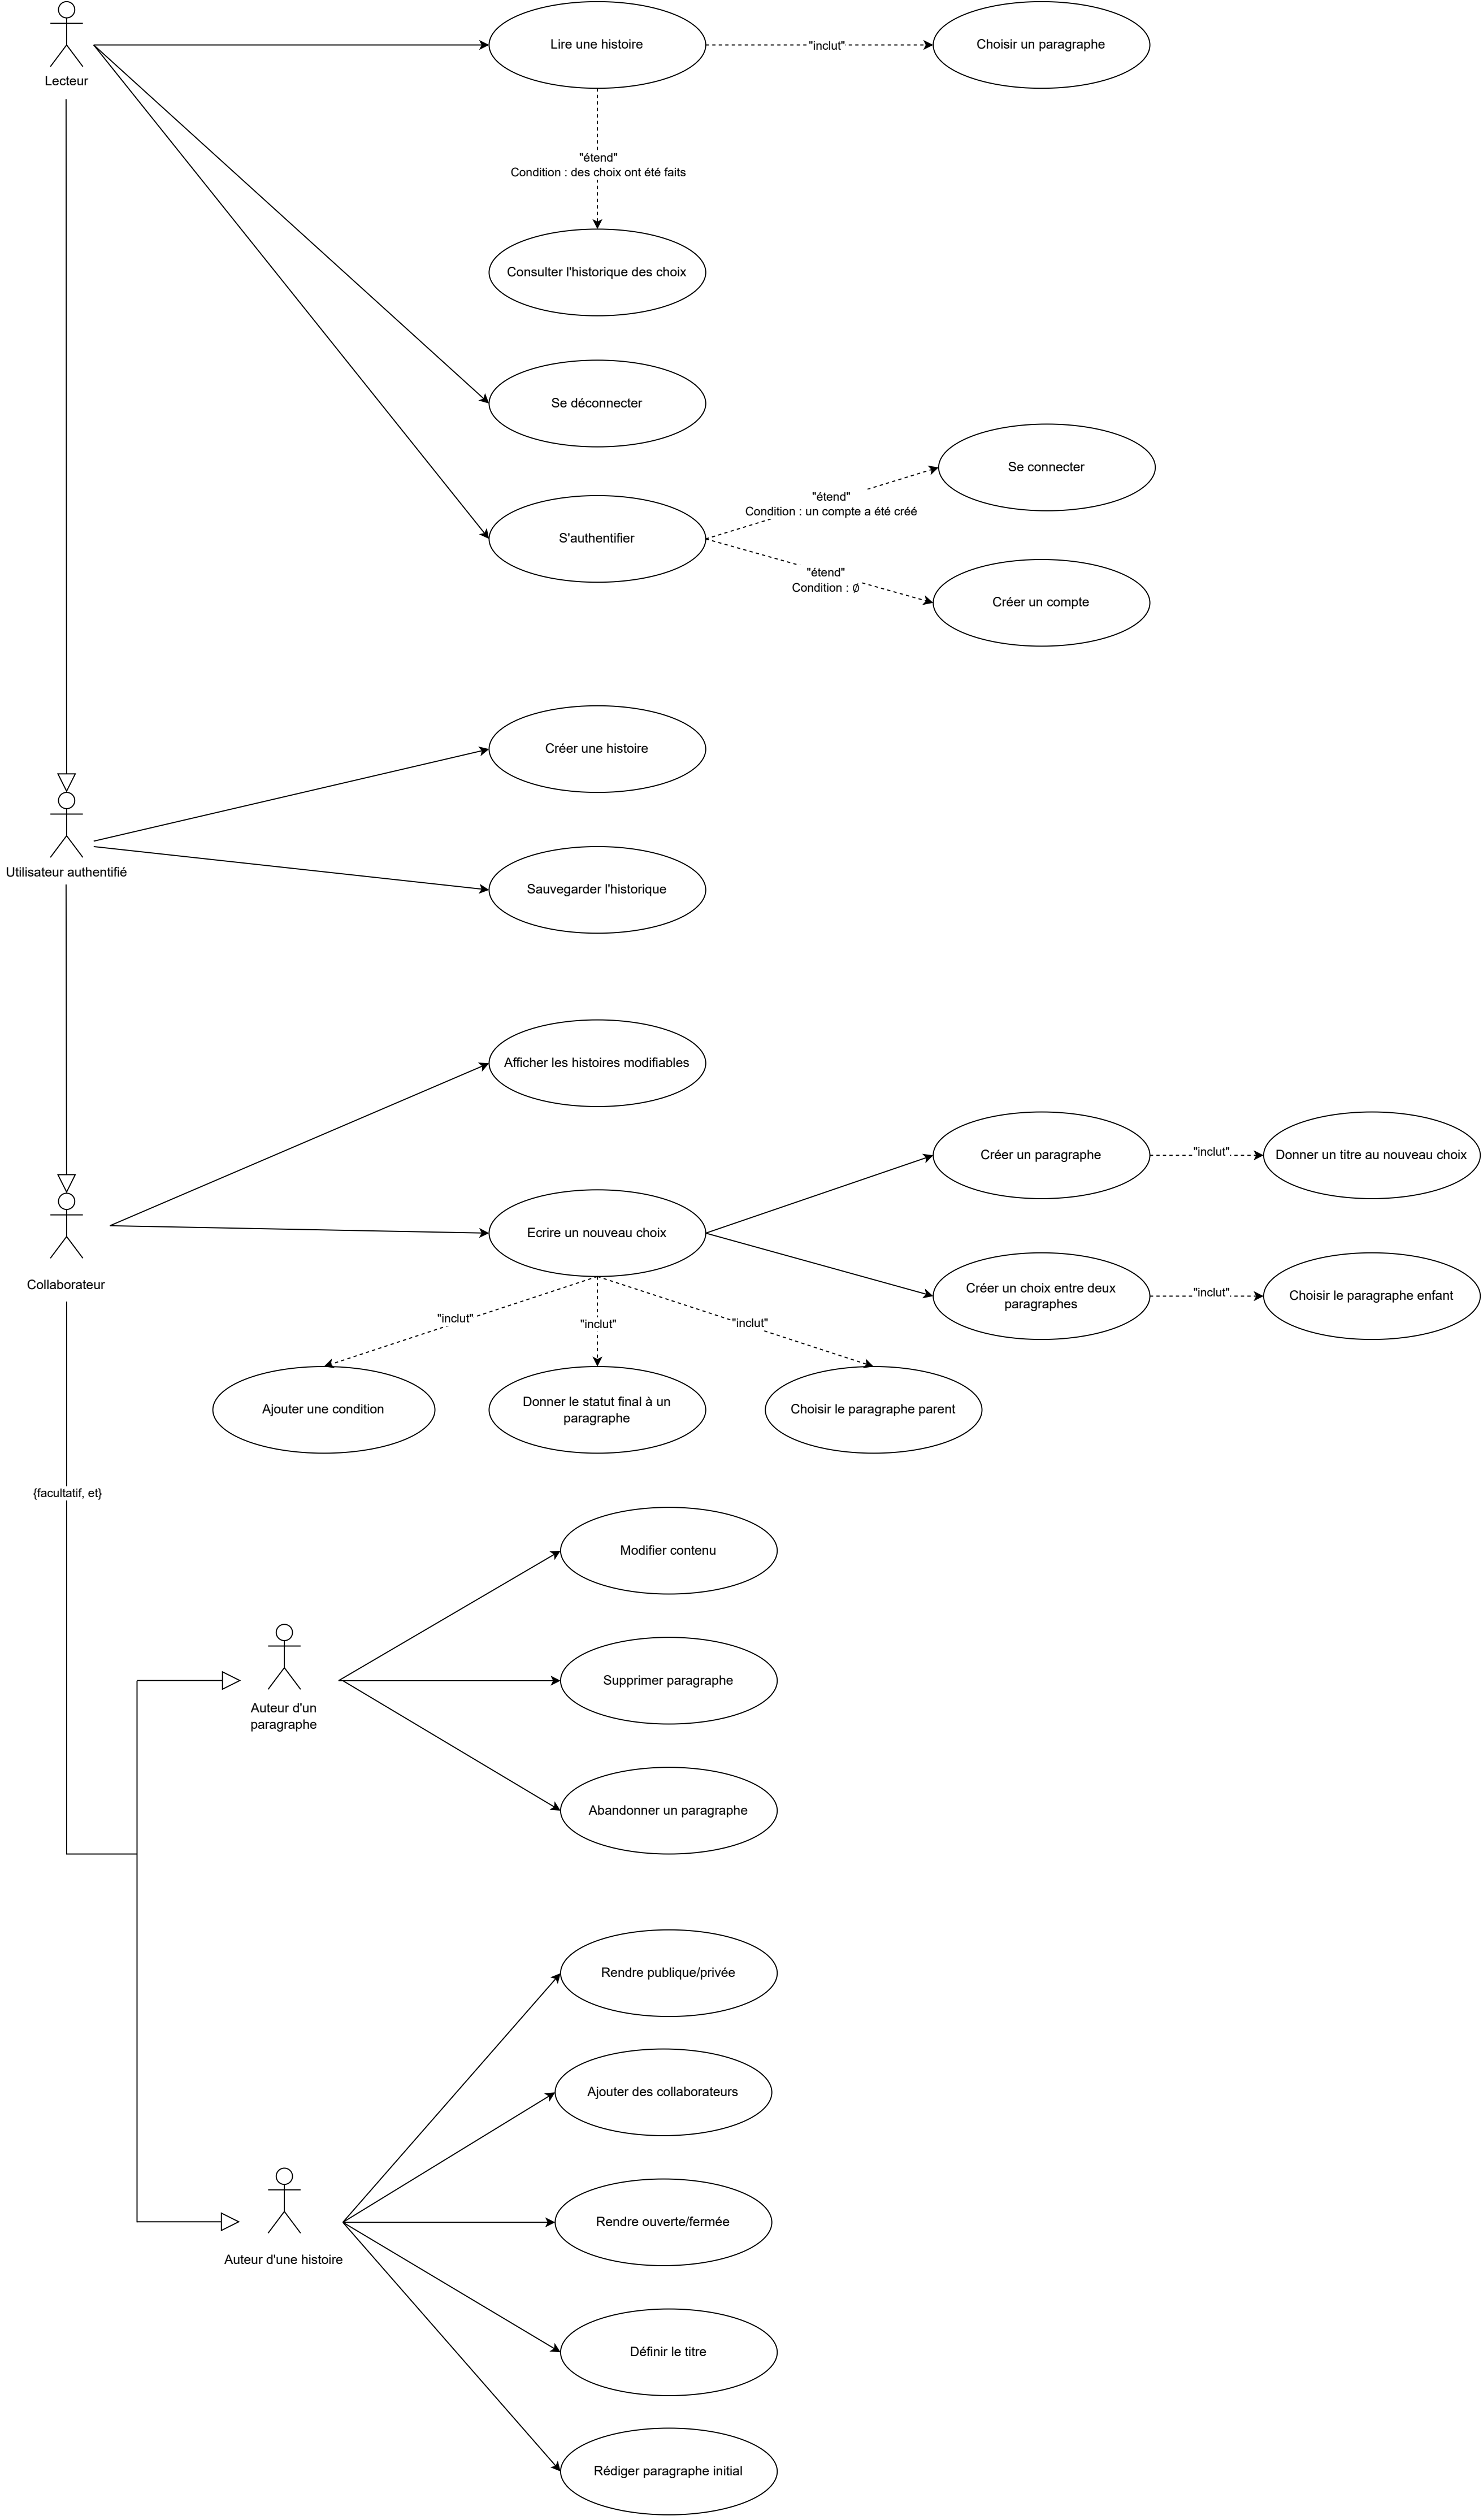 Lecteur
Lire une histoire
"inclut"
Choisir un paragraphe
"étend"
Condition : des choix ont été faits
Consulter l'historique des choix
Se déconnecter
S'authentifier
"étend"
Condition : un compte a été créé
Se connecter
"étend"
Condition : ∅
Créer un compte
Utilisateur authentifié
Créer une histoire
Sauvegarder l'historique
Collaborateur
Afficher les histoires modifiables
Ecrire un nouveau choix
Créer un paragraphe
"inclut"
Donner un titre au nouveau choix
Créer un choix entre deux
paragraphes
"inclut"
Choisir le paragraphe enfant
"inclut"
"inclut"
"inclut"
Ajouter une condition
Donner le statut final à un
paragraphe
Choisir le paragraphe parent
{facultatif, et}
Auteur d'un
paragraphe
Modifier contenu
Supprimer paragraphe
Abandonner un paragraphe
Auteur d'une histoire
Rendre publique/privée
Ajouter des collaborateurs
Rendre ouverte/fermée
Définir le titre
Rédiger paragraphe initial